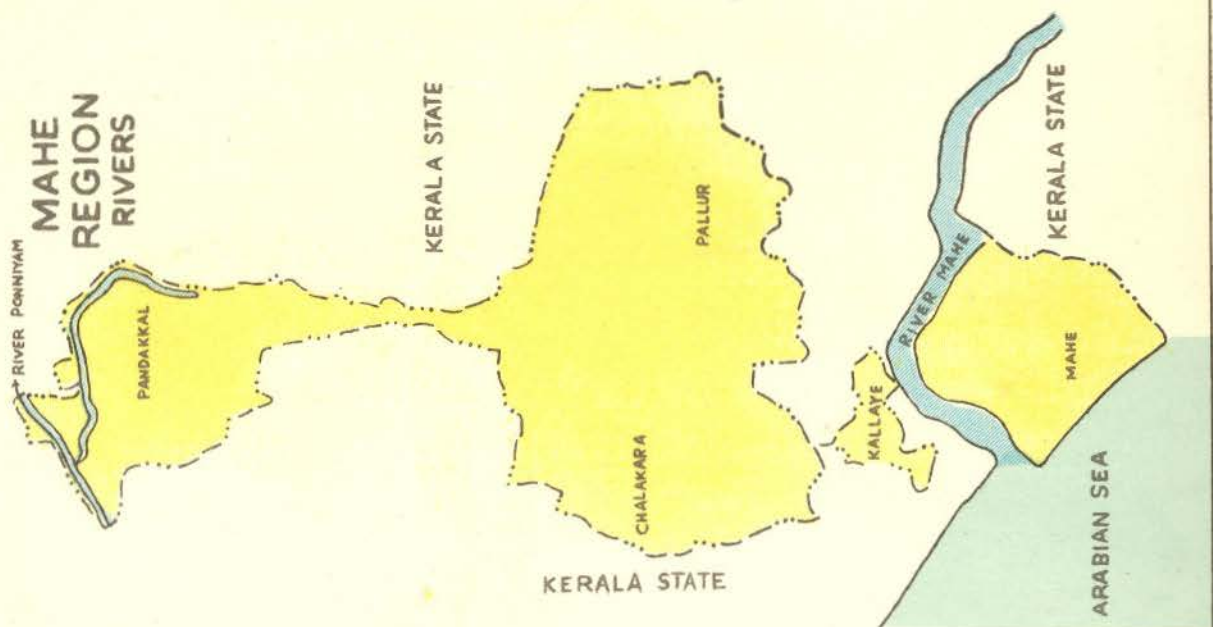 MAHE
REGION
RIVERS
RIVER PONNIYAM
PANDAKKAL
KERALA STATE
PALLUR
CHALAKARA
KERALA STATE
KERALA STATE
RIVER MAHE
KALLAYE
MAHE
ARABIAN SEA